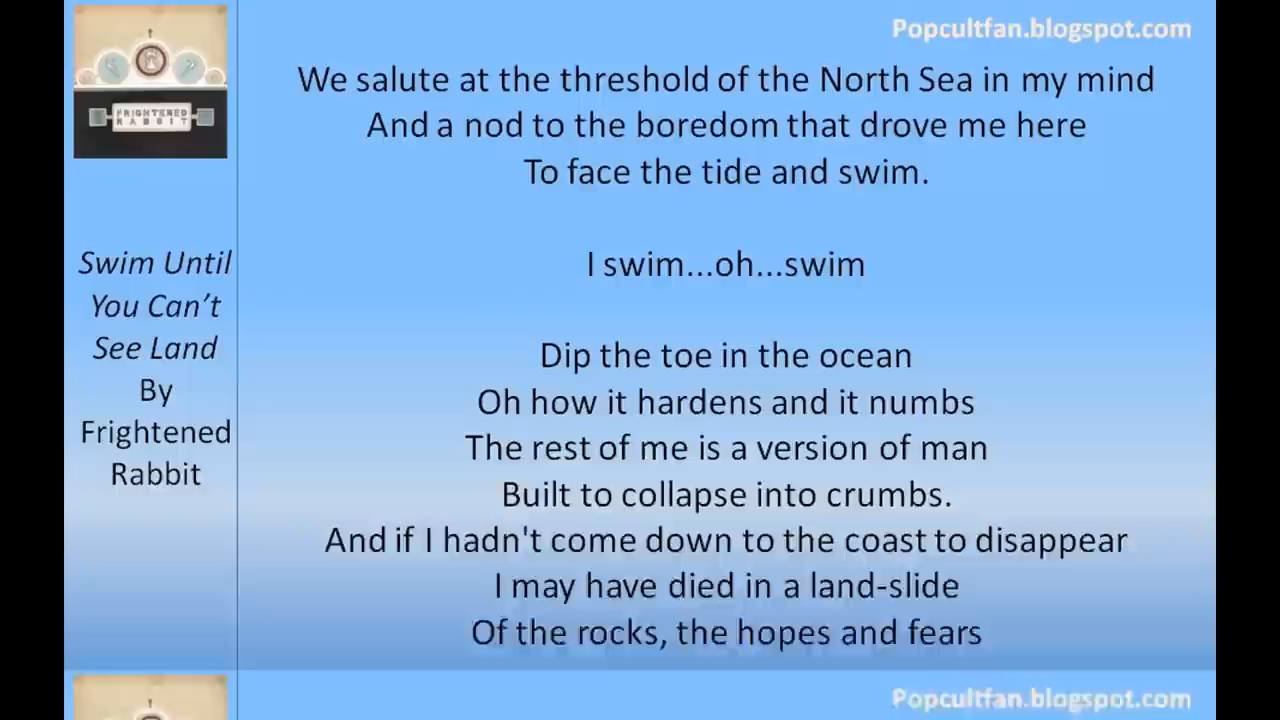 Popcultfan.blogspot.com
FRIGHTENED
RABBIT
Swim Until
You Can't
See Land
By
Frightened
Rabbit
We salute at the threshold of the North Sea in my mind
And a nod to the boredom that drove me here
To face the tide and swim.
I swim...oh...swim
Dip the toe in the ocean
Oh how it hardens and it numbs
The rest of me is a version of man
Built to collapse into crumbs.
And if I hadn't come down to the coast to disappear
I may have died in a land-slide
Of the rocks, the hopes and fears
Popcultfan.blogspot.com